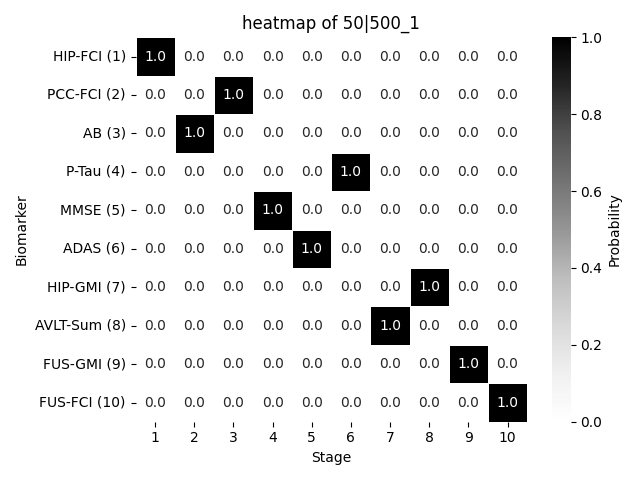 heatmap of 50|500_1
HIP-FCI (1) 1.0 0.0 0.0 0.0 0.0 0.0 0.0 0.0 0.0 0.0
PCC-FCI (2) 0.0 0.0 1.0 0.0 0.0 0.0 0.0 0.0 0.0 0.0
AB (3) 0.0 1.0 0.0 0.0 0.0 0.0 0.0 0.0 0.0 0.0
P-Tau (4) 0.0 0.0 0.0 0.0 0.0 1.0 0.0 0.0 0.0 0.0
MMSE (5) 0.0 0.0 0.0 1.0 0.0 0.0 0.0 0.0 0.0 0.0
ADAS (6) 0.0 0.0 0.0 0.0 1.0 0.0 0.0 0.0 0.0 0.0
HIP-GMI (7) 0.0 0.0 0.0 0.0 0.0 0.0 0.0 1.0 0.0 0.0
AVLT-Sum (8) 0.0 0.0 0.0 0.0 0.0 0.0 1.0 0.0 0.0 0.0
FUS-GMI (9) 0.0 0.0 0.0 0.0 0.0 0.0 0.0 0.0 1.0 0.0
FUS-FCI (10) 0.0 0.0 0.0 0.0 0.0 0.0 0.0 0.0 0.0 1.0
1 2 3 4 5 6 7 8 9 10
Stage
Biomarker
1.0
0.8
0.6
0.4
0.2
0.0
Probability